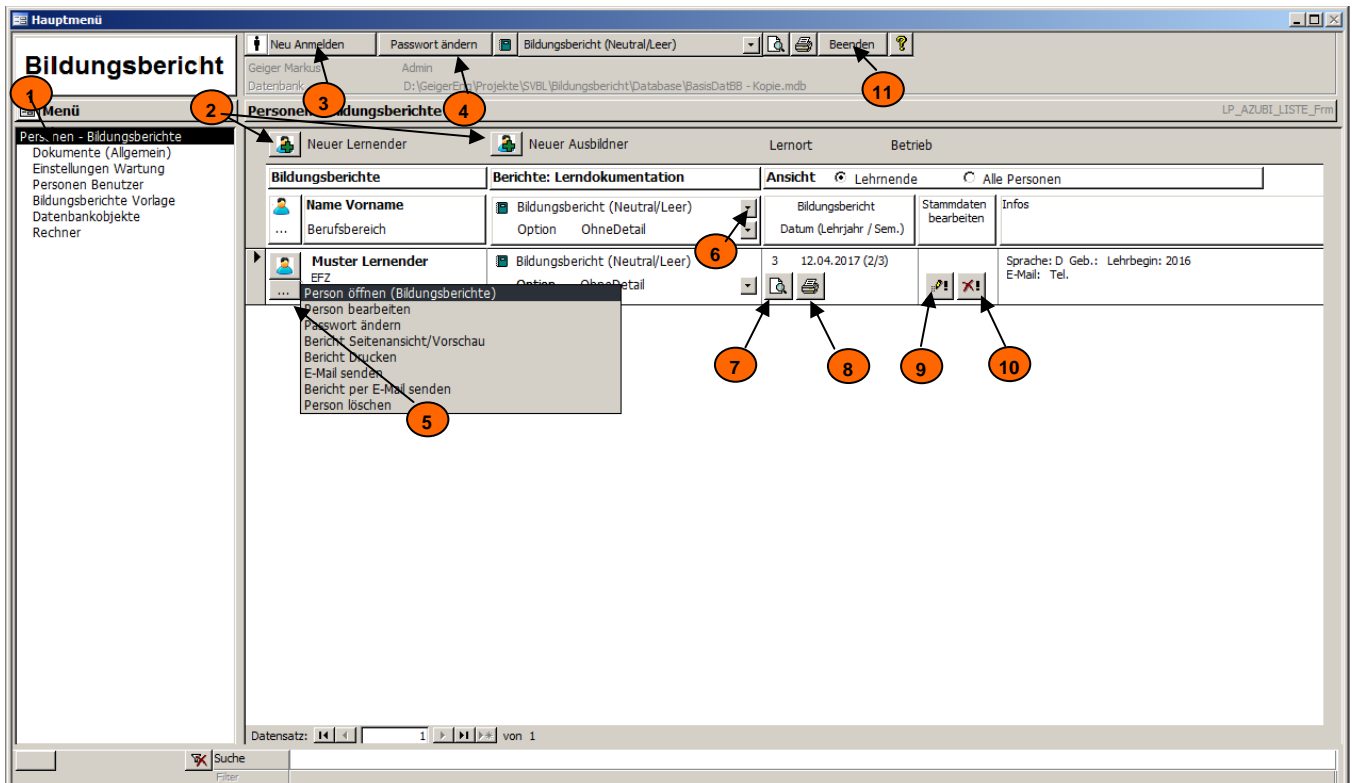 Hauptmenü
Bildungsbericht
Neu Anmelden
Passwort ändern
Bildungsbericht (Neutral/Leer)
Beenden
Geiger Markus Admin
Datenbank D:\GeigerEng\Projekte\SVBL\Bildungsbericht\Database\BasisDatBB - Kopie.mdb
1
2
3
4
11
Menü
Personen - Bildungsberichte
LP_AZUBI_LISTE_Frm
Personen - Bildungsberichte
Dokumente (Allgemein)
Einstellungen Wartung
Personen Benutzer
Bildungsberichte Vorlage
Datenbankobjekte
Rechner
Neuer Lernender
Neuer Ausbildner
Lernort
Betrieb
Bildungsberichte
Berichte: Lerndokumentation
Ansicht Lehrnende Alle Personen
Name Vorname
... Berufsbereich
Bildungsbericht (Neutral/Leer)
Option OhneDetail
6
Bildungsbericht
Datum (Lehrjahr / Sem.)
Stammdaten
bearbeiten
Infos
Muster Lernender
EFZ
...
Bildungsbericht (Neutral/Leer)
Option OhneDetail
3 12.04.2017 (2/3)
Sprache: D Geb.: Lehrbegin: 2016
E-Mail: Tel.
Person öffnen (Bildungsberichte)
Person bearbeiten
Passwort ändern
Bericht Seitenansicht/Vorschau
Bericht Drucken
E-Mail senden
Bericht per E-Mail senden
Person löschen
5
7
8
9
10
Datensatz: 1 von 1
Suche
Filter